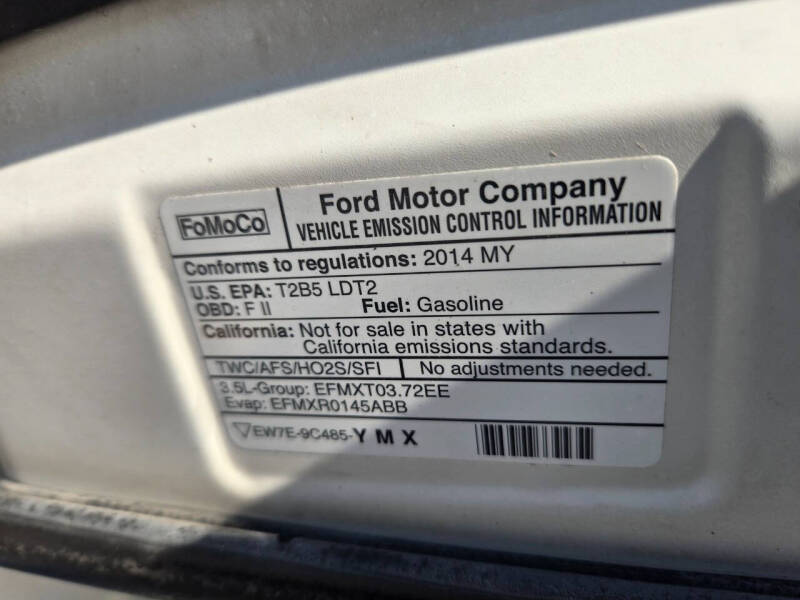 FoMoCo
Ford Motor Company
VEHICLE EMISSION CONTROL INFORMATION
Conforms to regulations: 2014 MY
U.S. EPA: T2B5 LDT2
OBD: F II Fuel: Gasoline
California: Not for sale in states with
California emissions standards.
TWC/AFS/HO2S/SFI No adjustments needed.
3.5L-Group: EFMXT03.72EE
Evap: EFMXR0145ABB
EW7E-9C485-Y M X